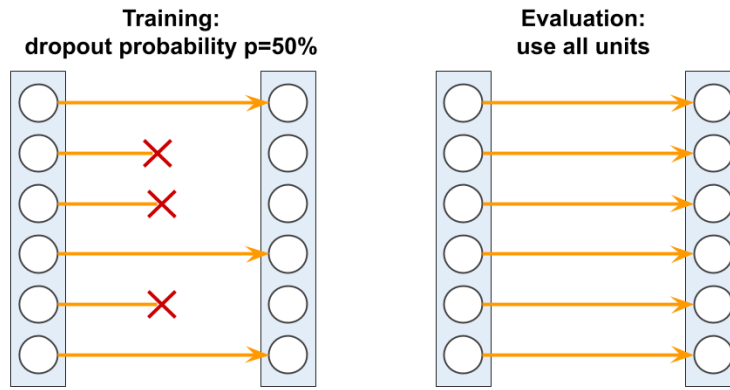 Training:
dropout probability p=50%
Evaluation:
use all units